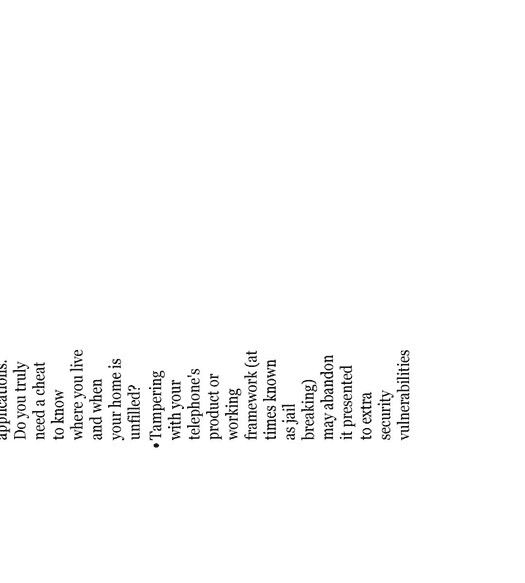 applications.
Do you truly
need a cheat
to know
where you live
and when
your home is
unfilled?
• Tampering
with your
telephone's
product or
working
framework (at
times known
as jail
breaking)
may abandon
it presented
to extra
security
vulnerabilities